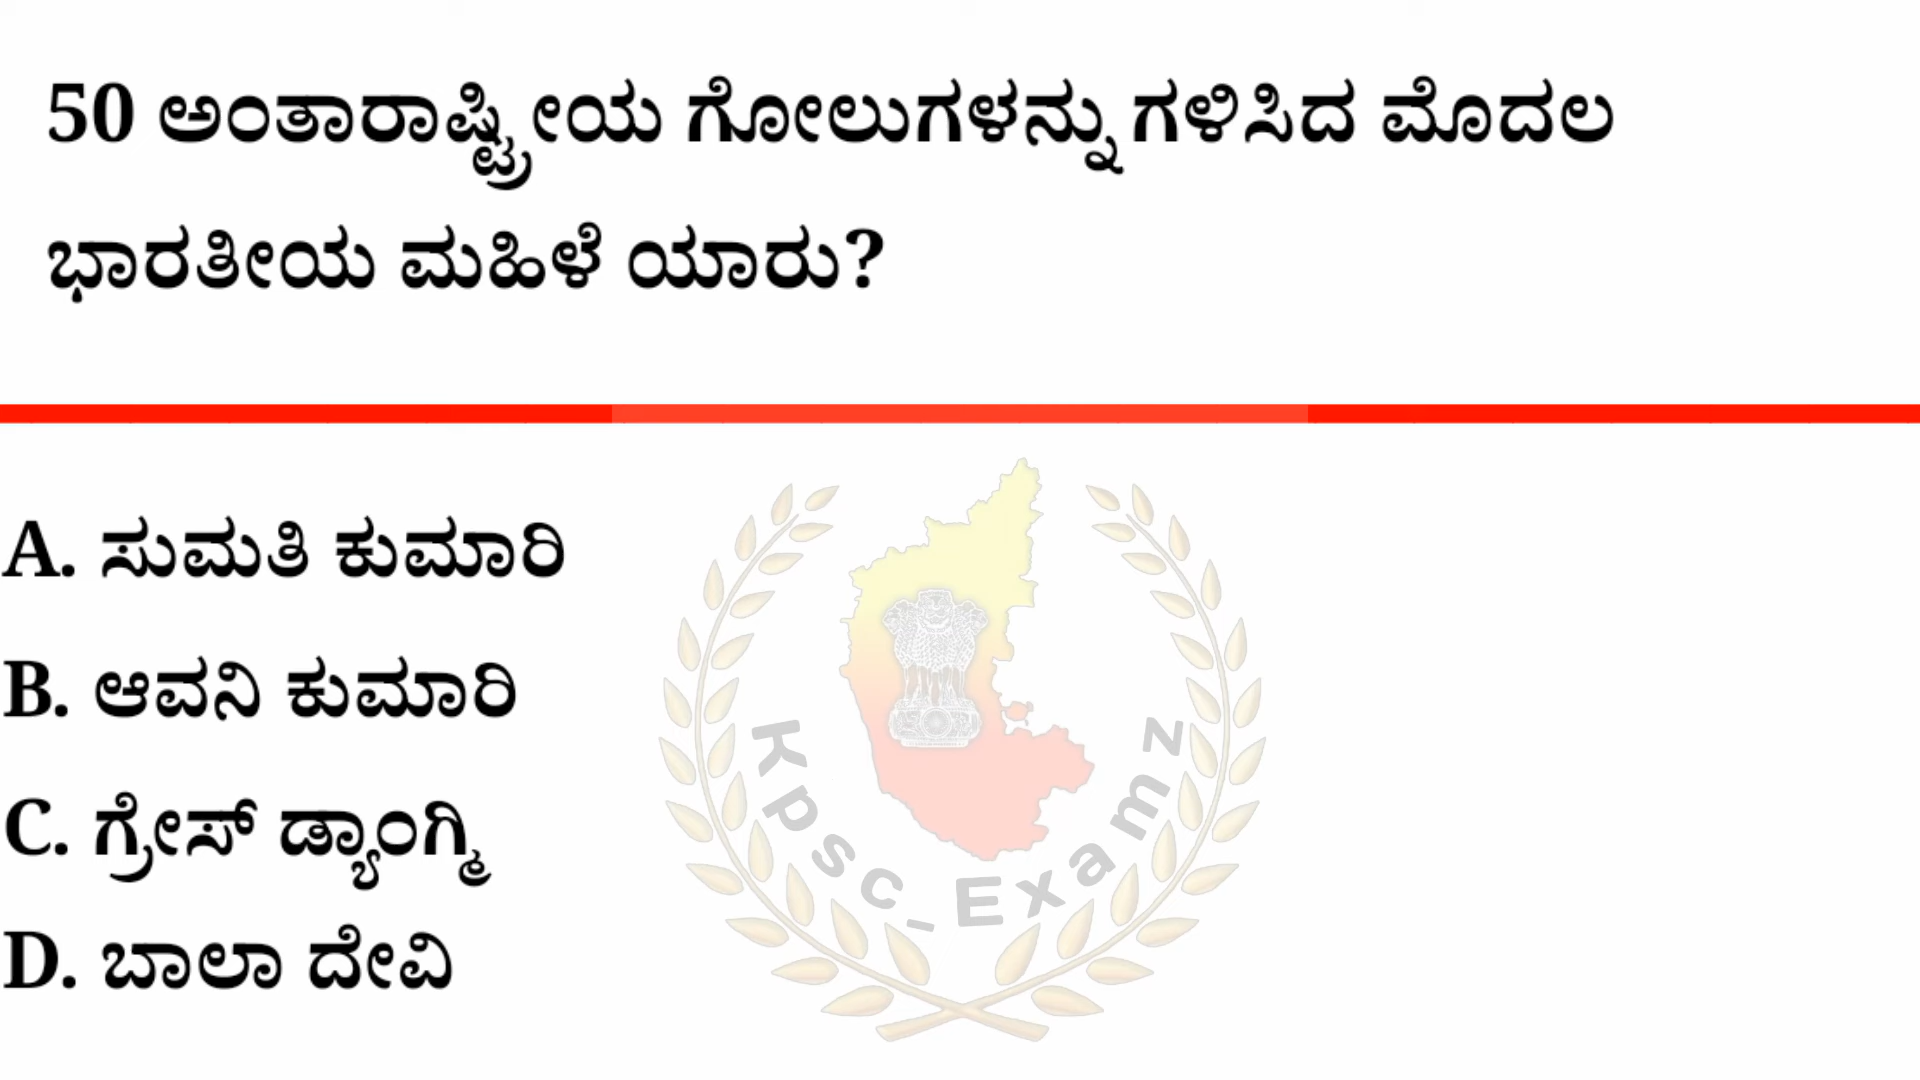 50 ಅಂತಾರಾಷ್ಟ್ರೀಯ ಗೋಲುಗಳನ್ನು ಗಳಿಸಿದ ಮೊದಲ
ಭಾರತೀಯ ಮಹಿಳೆ ಯಾರು?
A. ಸುಮತಿ ಕುಮಾರಿ
B. ಆವನಿ ಕುಮಾರಿ
C. ಗ್ರೇಸ್ ಡ್ಯಾಂಗ್ಮಿ
D. ಬಾಲಾ ದೇವಿ
Kpsc_Examz